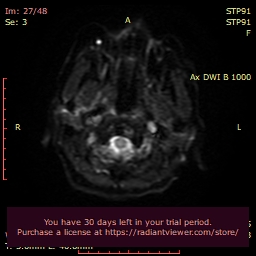 Im: 27/48
Se: 3
A
STP91
STP91
F
Ax DWI B 1000
R
L
You have 30 days left in your trial period.
Purchase a license at https://radiantviewer.com/store/